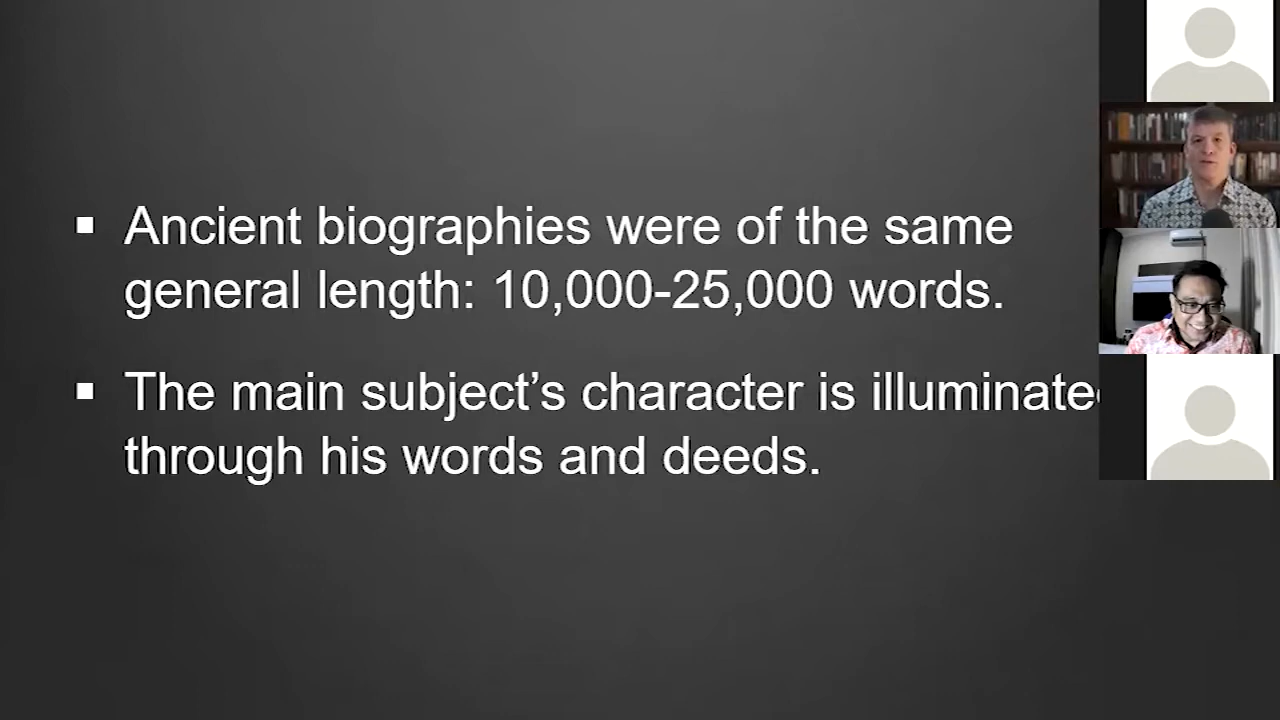 ▪ Ancient biographies were of the same
general length: 10,000-25,000 words.
▪ The main subject's character is illuminate
through his words and deeds.